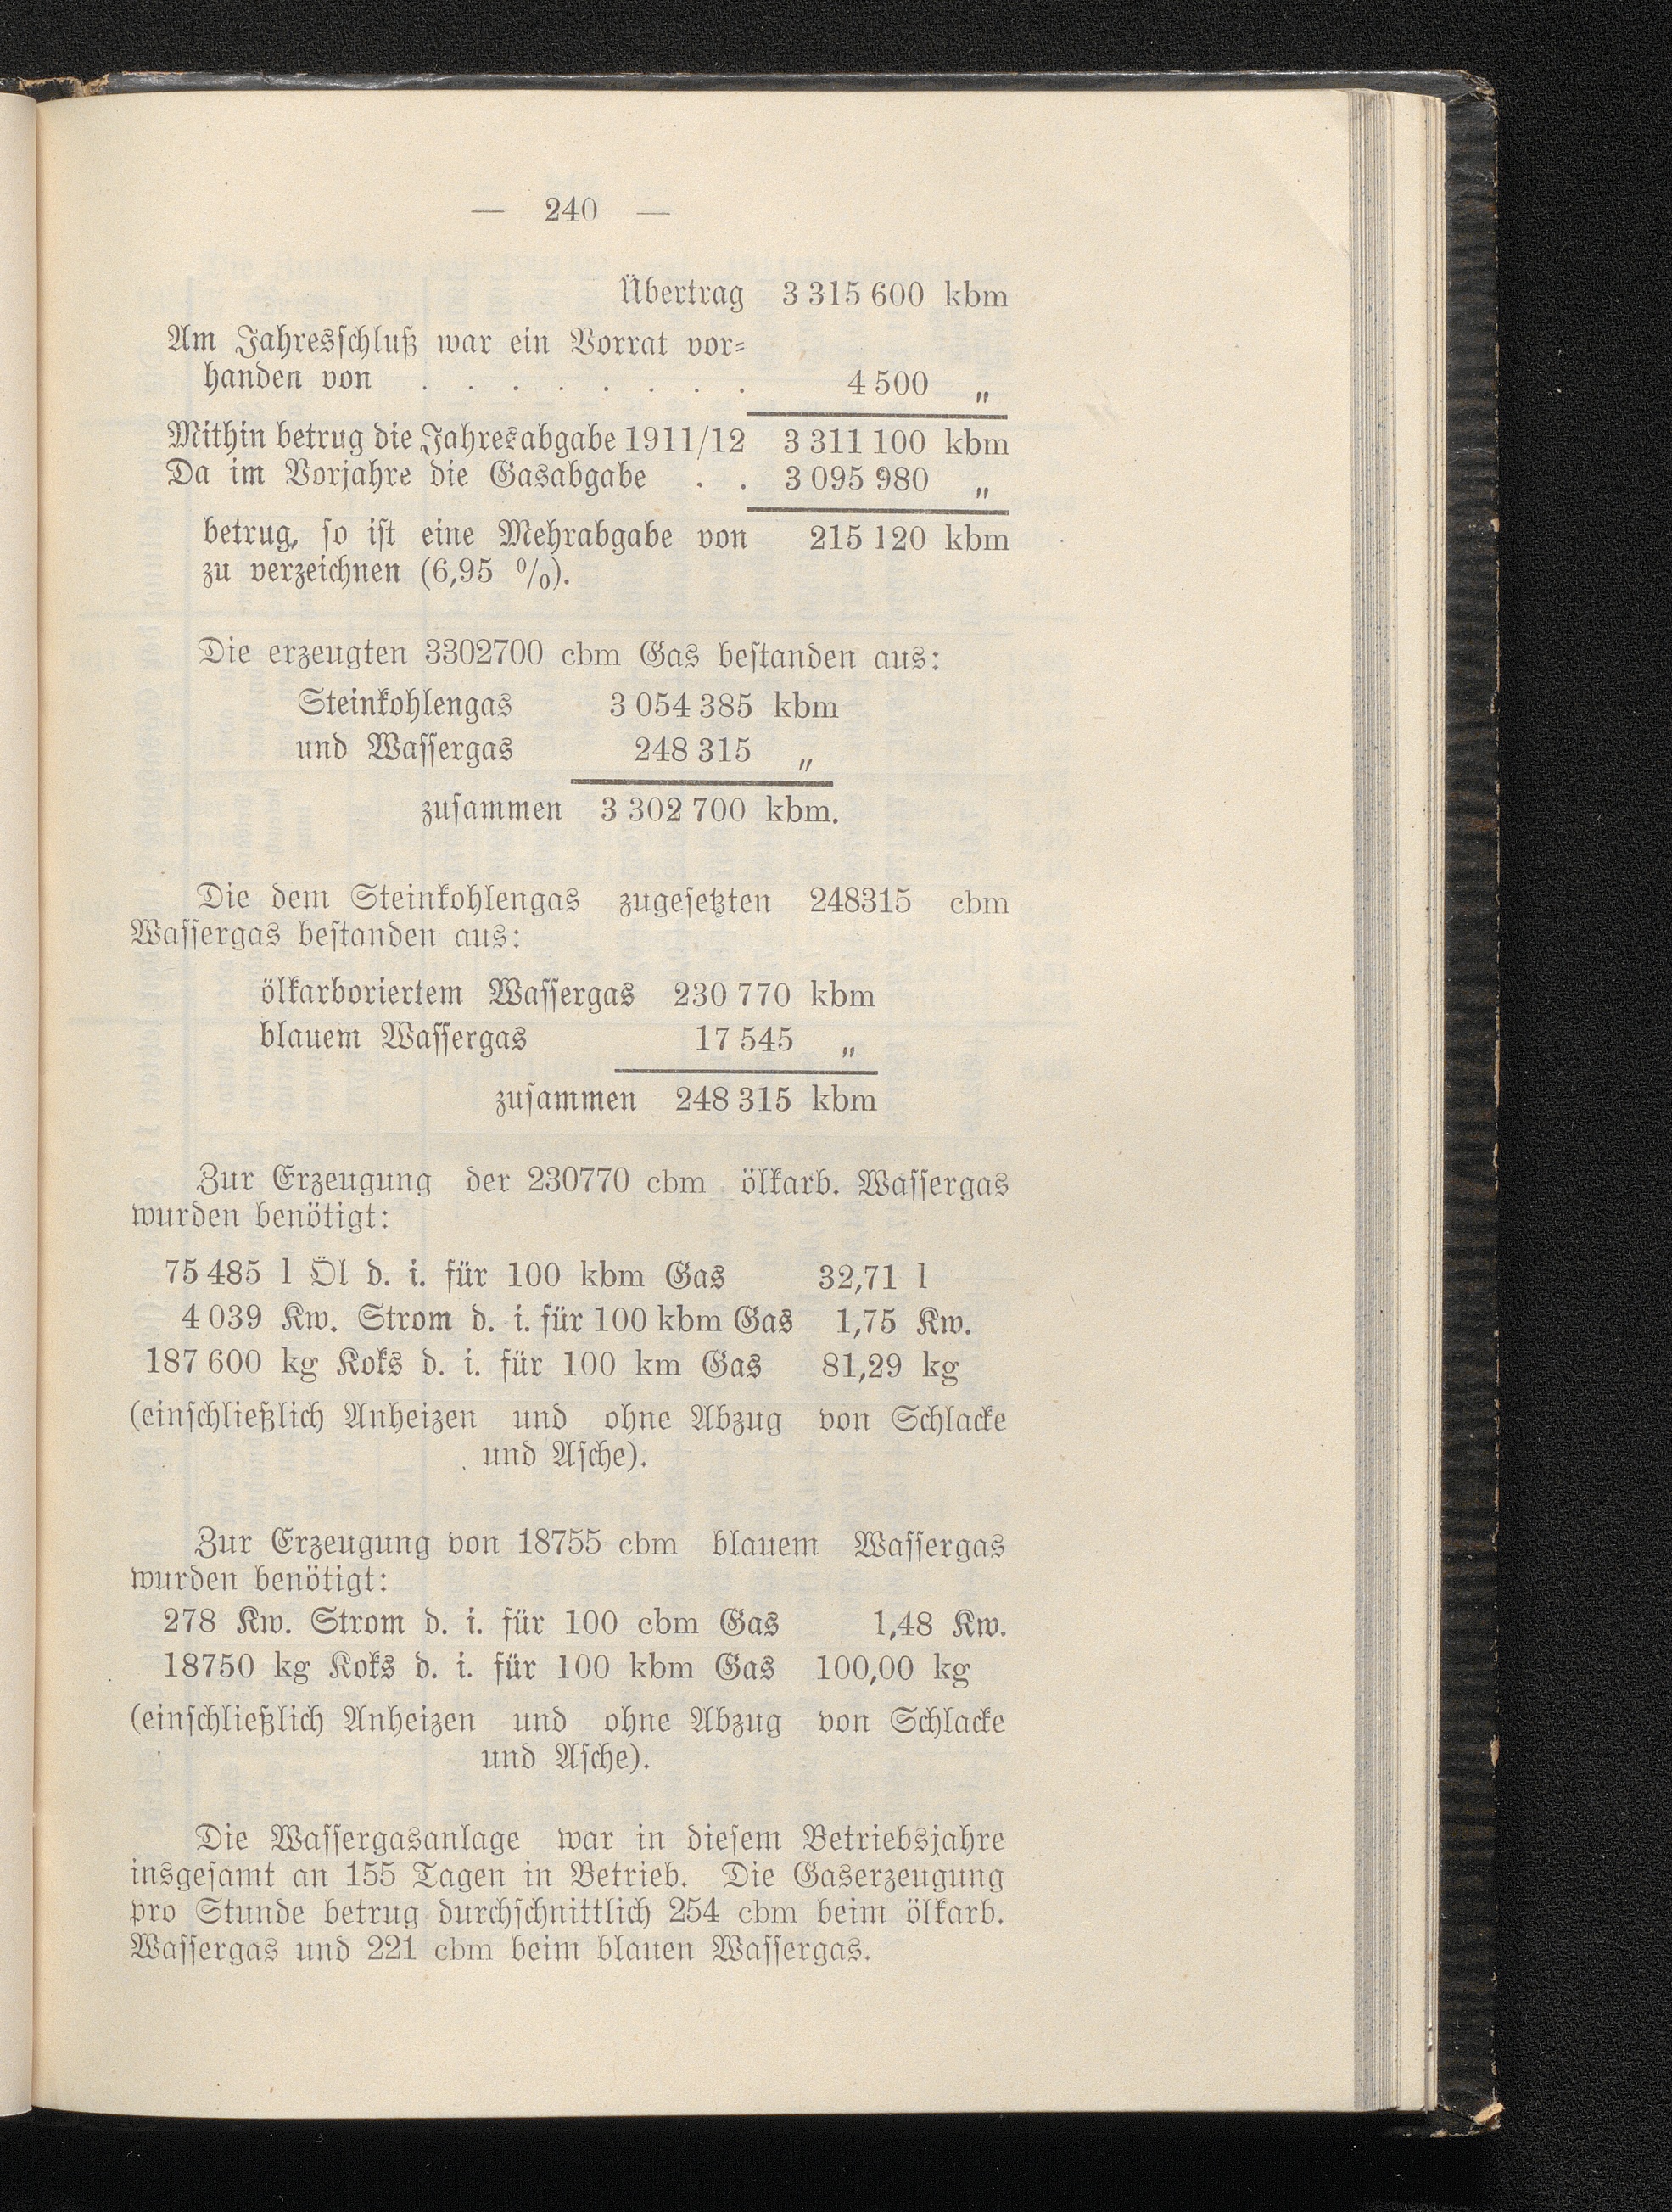 — 240 —
Übertrag 3 315 600 kbm
Am Jahresschluß war ein Vorrat vor-
handen von . . . . . . . . 4 500 „
Mithin betrug die Jahresabgabe 1911/12 3 311 100 kbm
Da im Vorjahre die Gasabgabe . . 3 095 980 „
betrug, so ist eine Mehrabgabe von 215 120 kbm
zu verzeichnen (6,95 %).
Die erzeugten 3302700 cbm Gas bestanden aus:
Steinkohlengas 3 054 385 kbm
und Wassergas 248 315 „
zusammen 3 302 700 kbm.
Die dem Steinkohlengas zugesetzten 248315 cbm
Wassergas bestanden aus:
ölkarboriertem Wassergas 230 770 kbm
blauem Wassergas 17 545 „
zusammen 248 315 kbm
Zur Erzeugung der 230770 cbm ölkarb. Wassergas
wurden benötigt:
75 485 l Öl d. i. für 100 kbm Gas 32,71 l
4 039 Kw. Strom d. i. für 100 kbm Gas 1,75 Kw.
187 600 kg Koks d. i. für 100 km Gas 81,29 kg
(einschließlich Anheizen und ohne Abzug von Schlacke
und Asche).
Zur Erzeugung von 18755 cbm blauem Wassergas
wurden benötigt:
278 Kw. Strom d. i. für 100 cbm Gas 1,48 Kw.
18750 kg Koks d. i. für 100 kbm Gas 100,00 kg
(einschließlich Anheizen und ohne Abzug von Schlacke
und Asche).
Die Wassergasanlage war in diesem Betriebsjahre
insgesamt an 155 Tagen in Betrieb. Die Gaserzeugung
pro Stunde betrug durchschnittlich 254 cbm beim ölkarb.
Wassergas und 221 cbm beim blauen Wassergas.